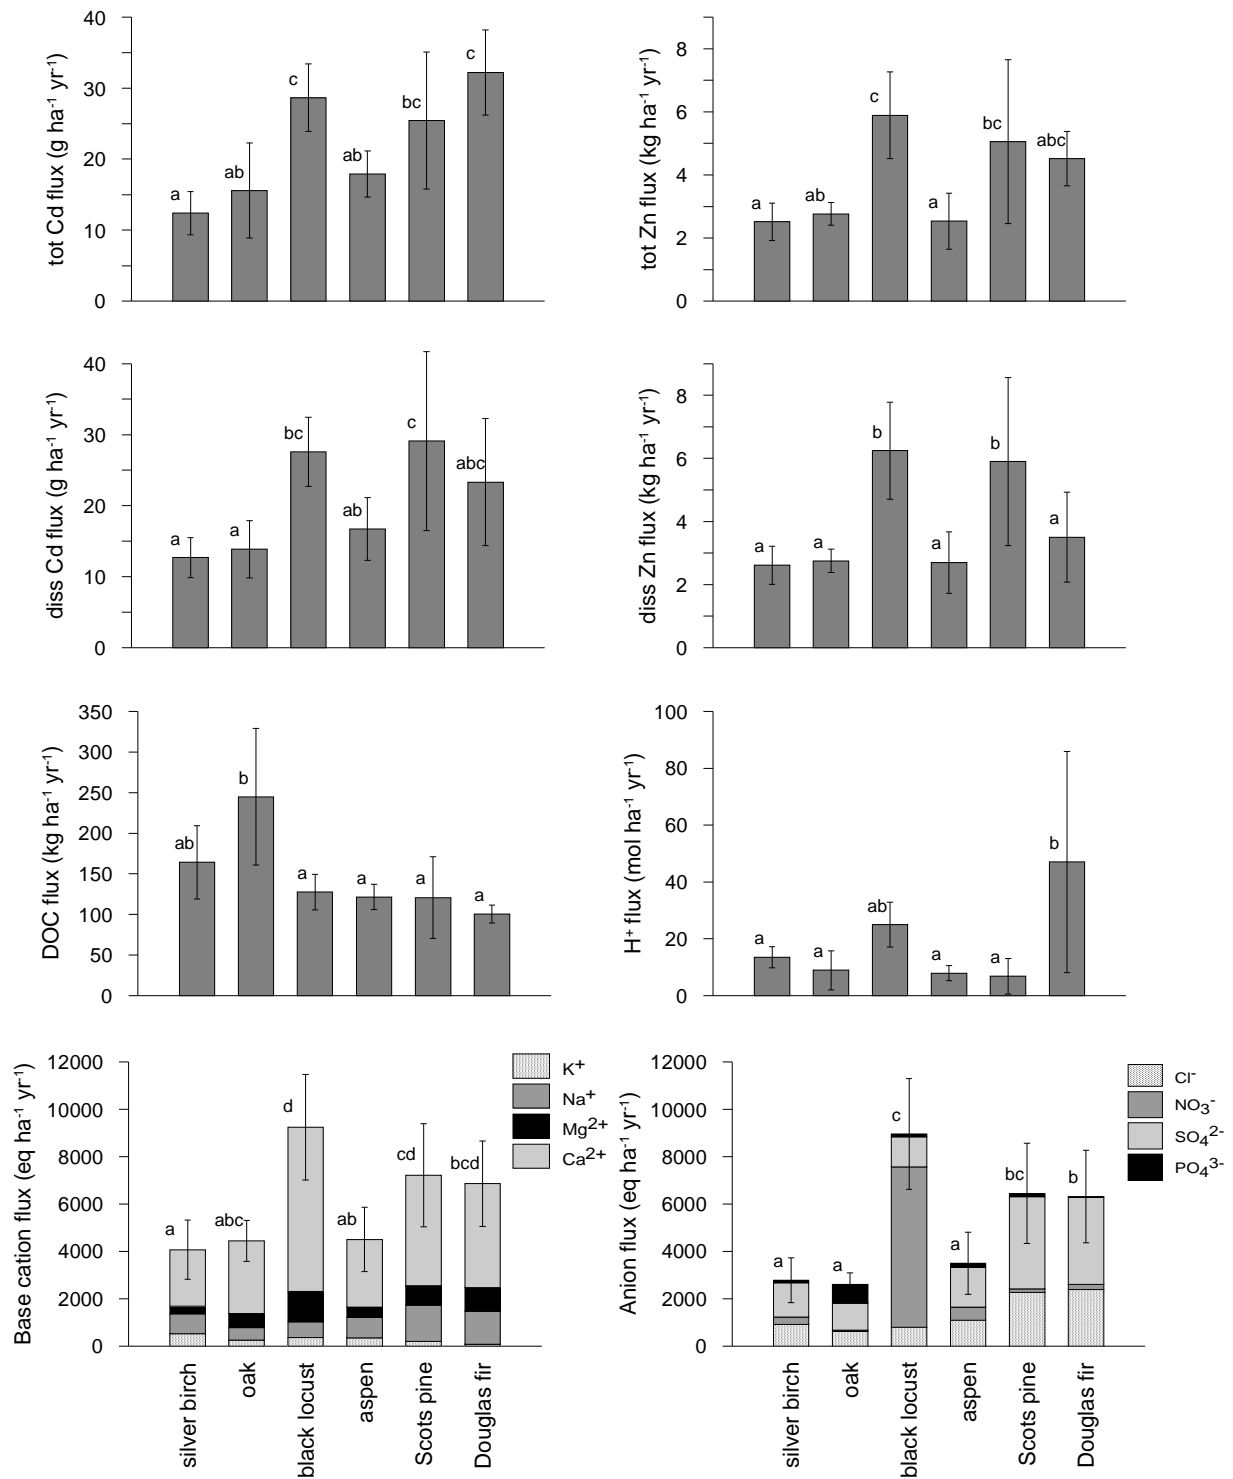 tot Cd flux (g ha⁻¹ yr⁻¹)
40
30
20
10
0
a
ab
c
ab
bc
c
tot Zn flux (kg ha⁻¹ yr⁻¹)
8
6
4
2
0
a
ab
c
a
bc
abc
diss Cd flux (g ha⁻¹ yr⁻¹)
40
30
20
10
0
a
a
bc
ab
c
abc
diss Zn flux (kg ha⁻¹ yr⁻¹)
8
6
4
2
0
a
a
b
a
b
a
DOC flux (kg ha⁻¹ yr⁻¹)
350
300
250
200
150
100
50
0
ab
b
a
a
a
a
H⁺ flux (mol ha⁻¹ yr⁻¹)
100
80
60
40
20
0
a
a
ab
a
a
b
Base cation flux (eq ha⁻¹ yr⁻¹)
12000
10000
8000
6000
4000
2000
0
a
abc
d
ab
cd
bcd
K⁺
Na⁺
Mg²⁺
Ca²⁺
silver birch
oak
black locust
aspen
Scots pine
Douglas fir
Anion flux (eq ha⁻¹ yr⁻¹)
12000
10000
8000
6000
4000
2000
0
a
a
c
a
bc
b
Cl⁻
NO₃⁻
SO₄²⁻
PO₄³⁻
silver birch
oak
black locust
aspen
Scots pine
Douglas fir